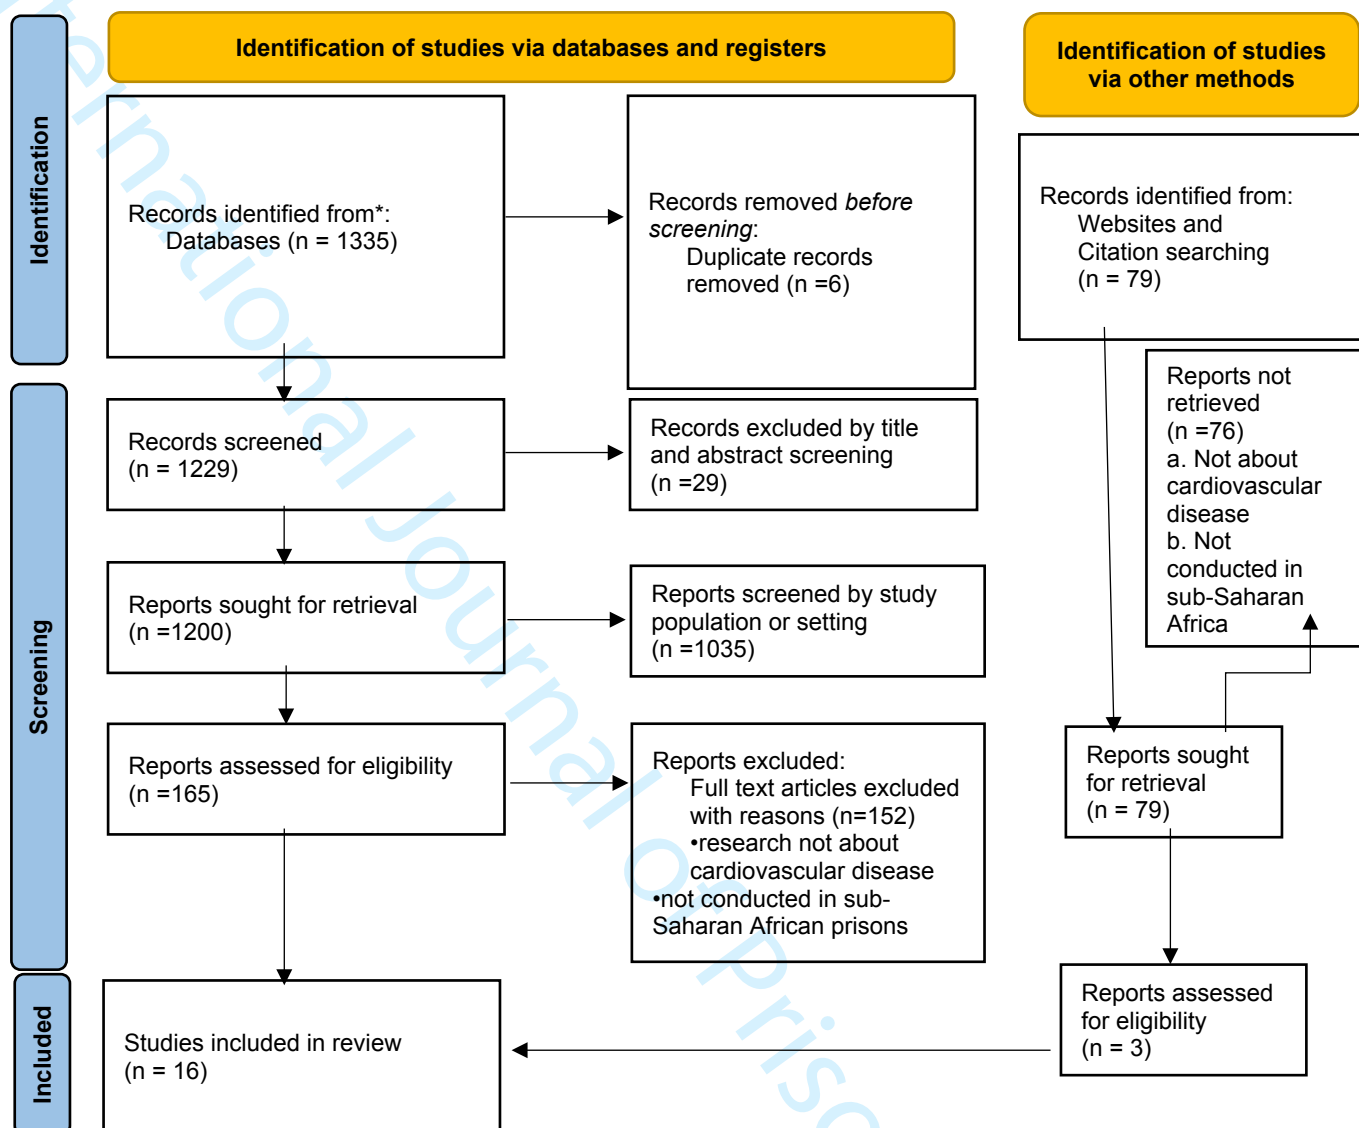 Identification of studies via databases and registers
Identification of studies
via other methods
Identification
Records identified from*:
Databases (n = 1335)
Records removed before
screening:
Duplicate records
removed (n =6)
Records identified from:
Websites and
Citation searching
(n = 79)
Screening
Records screened
(n = 1229)
Records excluded by title
and abstract screening
(n =29)
Reports not
retrieved
(n =76)
a. Not about
cardiovascular
disease
b. Not
conducted in
sub-Saharan
Africa
Reports sought for retrieval
(n =1200)
Reports screened by study
population or setting
(n =1035)
Reports assessed for eligibility
(n =165)
Reports excluded:
Full text articles excluded
with reasons (n=152)
•research not about
cardiovascular disease
•not conducted in sub-
Saharan African prisons
Reports sought
for retrieval
(n = 79)
Included
Studies included in review
(n = 16)
Reports assessed
for eligibility
(n = 3)
ternational Journal of Priso